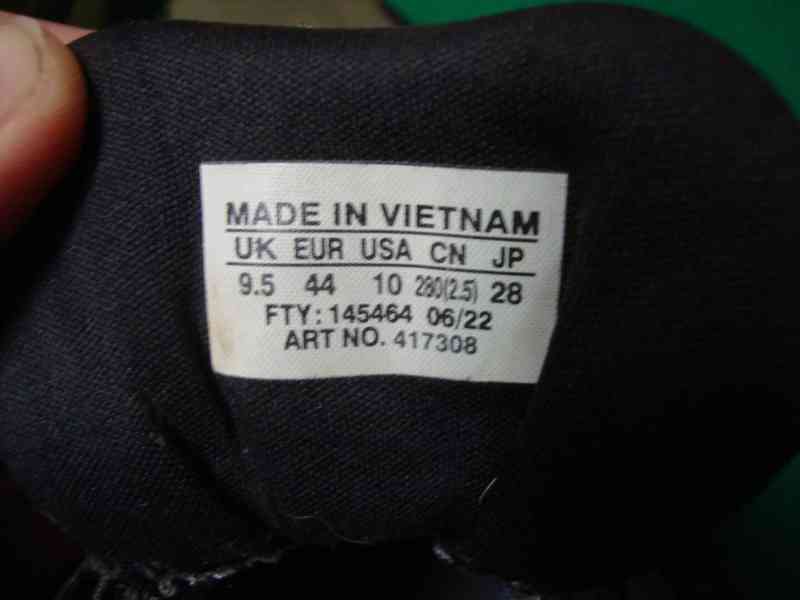 MADE IN VIETNAM
UK EUR USA CN JP
9.5 44 10 280(2.5) 28
FTY: 145464 06/22
ART NO. 417308